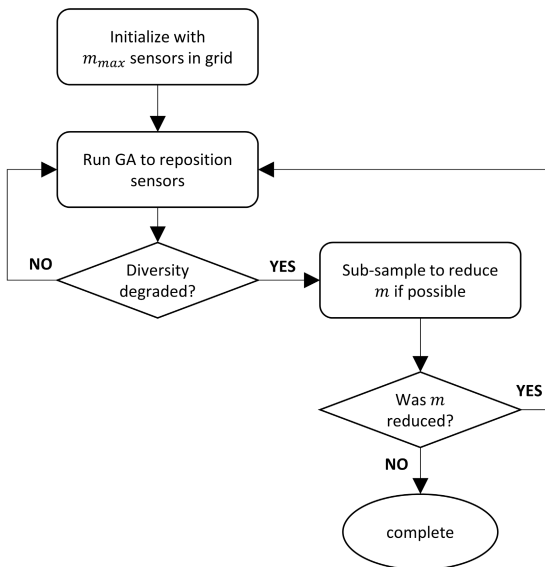 Initialize with
m_max sensors in grid
Run GA to reposition
sensors
NO
Diversity
degraded?
YES
Sub-sample to reduce
m if possible
Was m
reduced?
YES
NO
complete